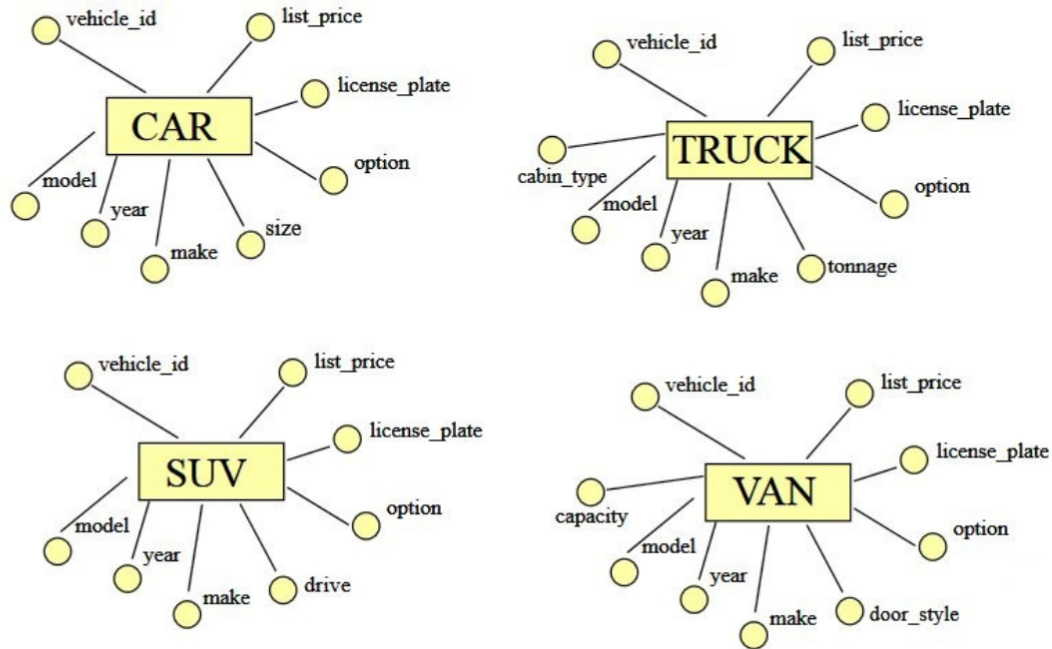 vehicle_id
list_price
license_plate
CAR
option
model
year
make
size
vehicle_id
list_price
license_plate
TRUCK
cabin_type
option
model
year
make
tonnage
vehicle_id
list_price
license_plate
SUV
option
model
year
make
drive
vehicle_id
list_price
license_plate
VAN
capacity
option
model
year
make
door_style